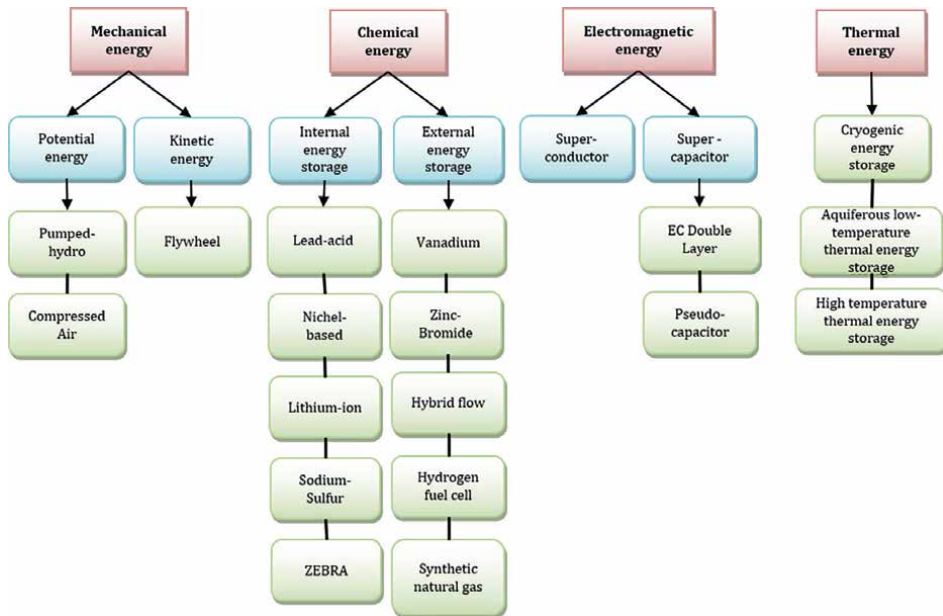 Mechanical
energy
Chemical
energy
Electromagnetic
energy
Thermal
energy
Potential
energy
Kinetic
energy
Internal
energy
storage
External
energy
storage
Super-
conductor
Super -
capacitor
Cryogenic
energy
storage
Pumped-
hydro
Flywheel
Lead-acid
Vanadium
EC Double
Layer
Aquiferous low-
temperature
thermal energy
storage
Compressed
Air
Nichel-
based
Zinc-
Bromide
Pseudo-
capacitor
High temperature
thermal energy
storage
Lithium-ion
Hybrid flow
Sodium-
Sulfur
Hydrogen
fuel cell
ZEBRA
Synthetic
natural gas